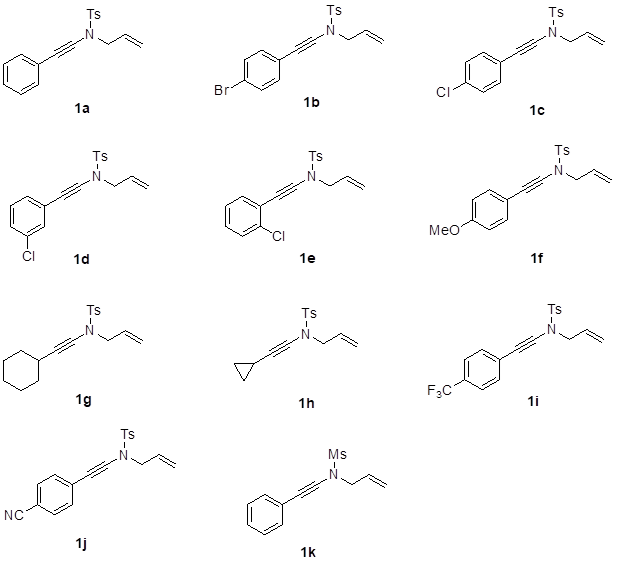 Ts
N
1a
Ts
N
Br
1b
Ts
N
Cl
1c
Ts
N
Cl
1d
Ts
N
Cl
1e
Ts
N
MeO
1f
Ts
N
1g
Ts
N
1h
Ts
N
F3C
1i
Ts
N
NC
1j
Ms
N
1k